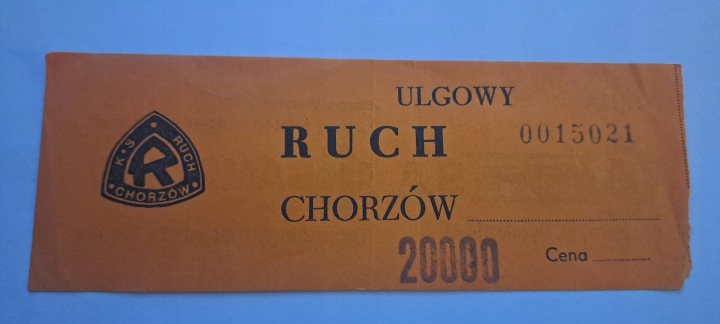 ULGOWY
K·S RUCH
R
·CHORZÓW·
RUCH
0015021
CHORZÓW
20000
Cena